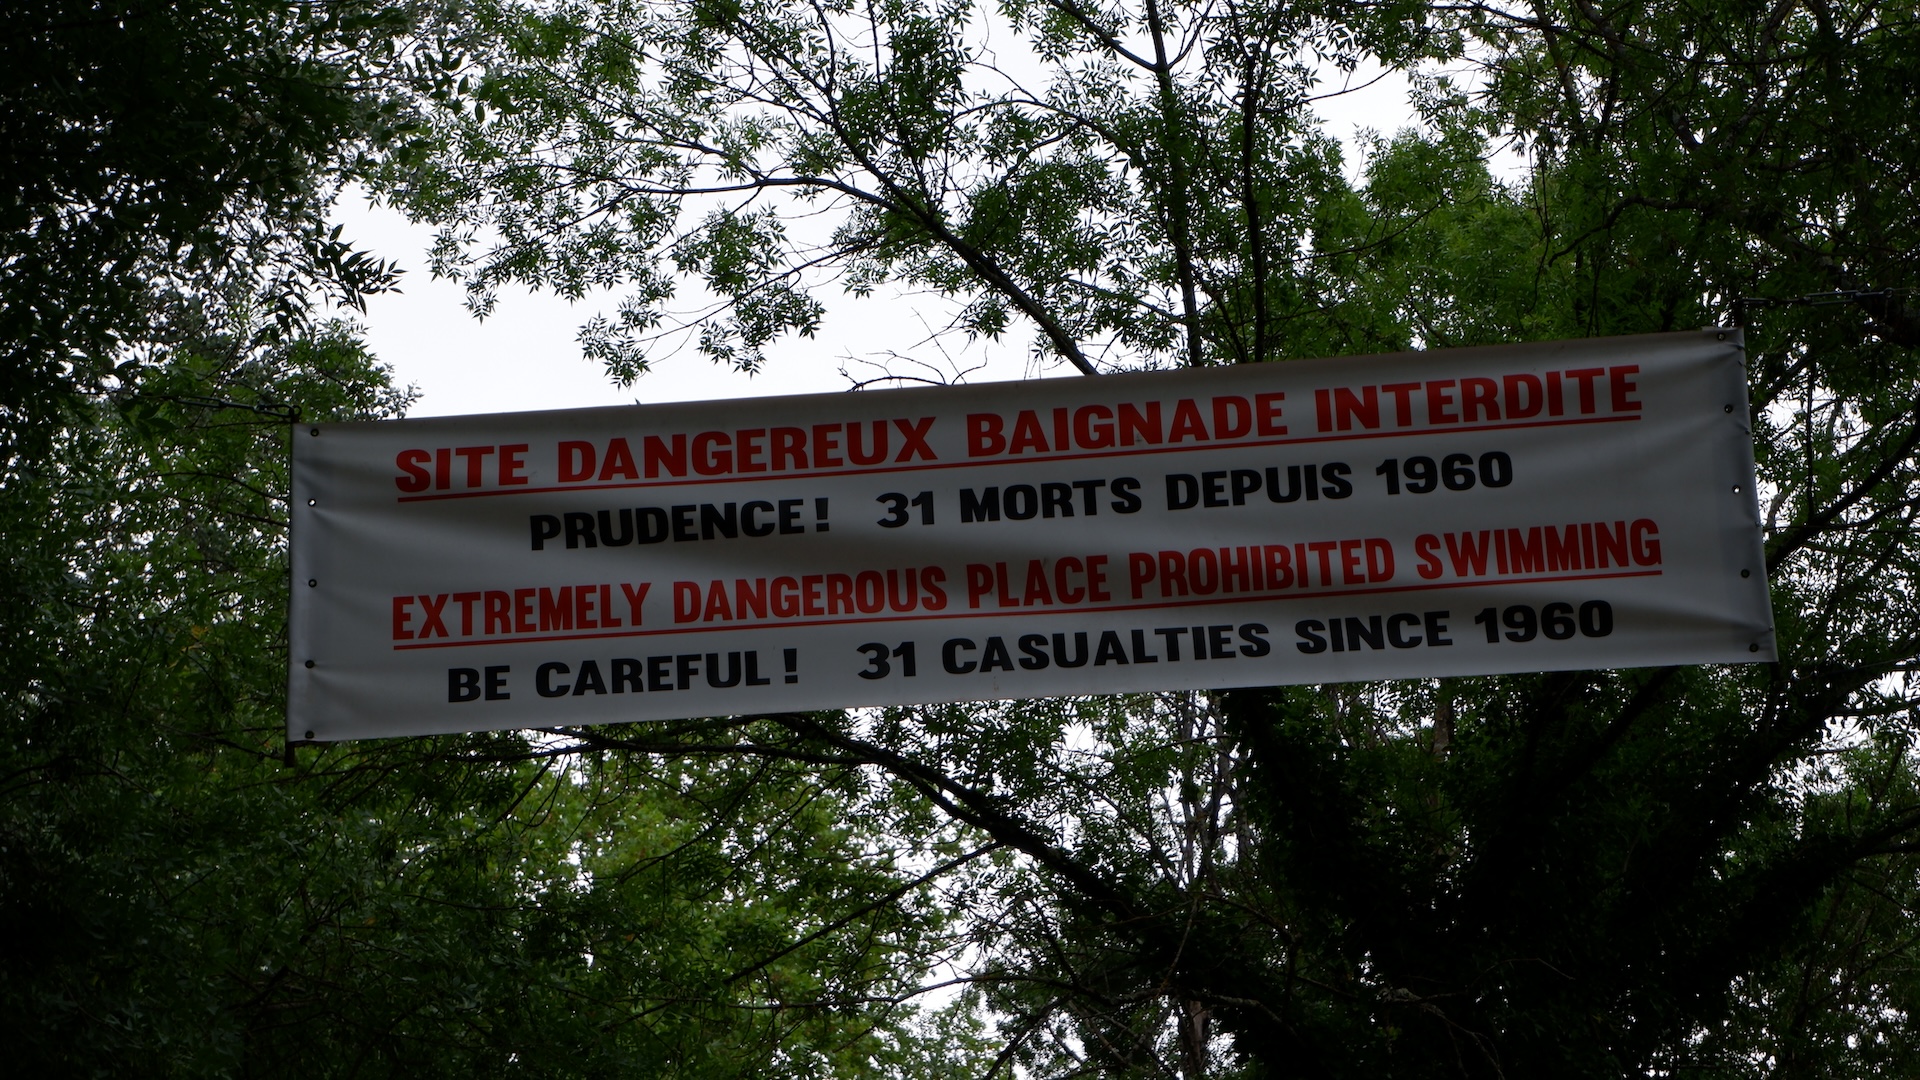 SITE DANGEREUX BAIGNADE INTERDITE
PRUDENCE! 31 MORTS DEPUIS 1960
EXTREMELY DANGEROUS PLACE PROHIBITED SWIMMING
BE CAREFUL! 31 CASUALTIES SINCE 1960